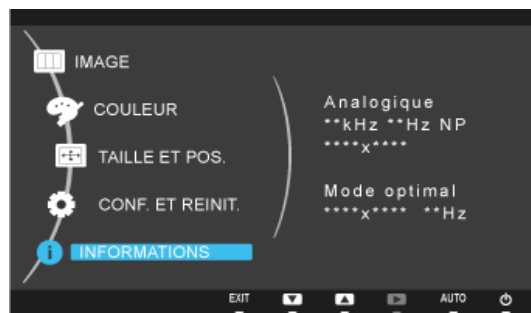 IMAGE
COULEUR
TAILLE ET POS.
CONF. ET REINIT.
INFORMATIONS
Analogique
**kHz **Hz NP
****x****
Mode optimal
****x**** **Hz
EXIT
AUTO